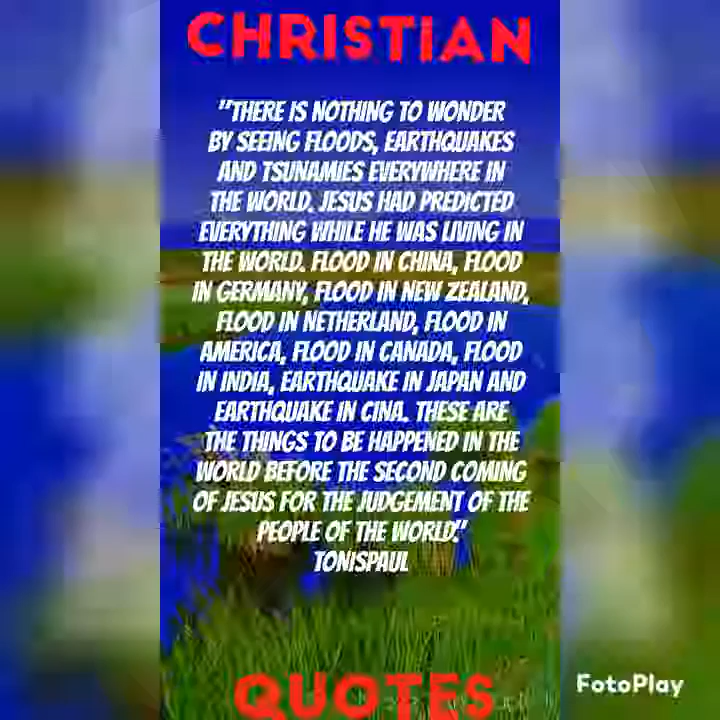 CHRISTIAN
"THERE IS NOTHING TO WONDER
BY SEEING FLOODS, EARTHQUAKES
AND TSUNAMIES EVERYWHERE IN
THE WORLD. JESUS HAD PREDICTED
EVERYTHING WHILE HE WAS LIVING IN
THE WORLD. FLOOD IN CHINA, FLOOD
IN GERMANY, FLOOD IN NEW ZEALAND,
FLOOD IN NETHERLAND, FLOOD IN
AMERICA, FLOOD IN CANADA, FLOOD
IN INDIA, EARTHQUAKE IN JAPAN AND
EARTHQUAKE IN CINA. THESE ARE
THE THINGS TO BE HAPPENED IN THE
WORLD BEFORE THE SECOND COMING
OF JESUS FOR THE JUDGEMENT OF THE
PEOPLE OF THE WORLD."
TONISPAUL
QUOTES
FotoPlay